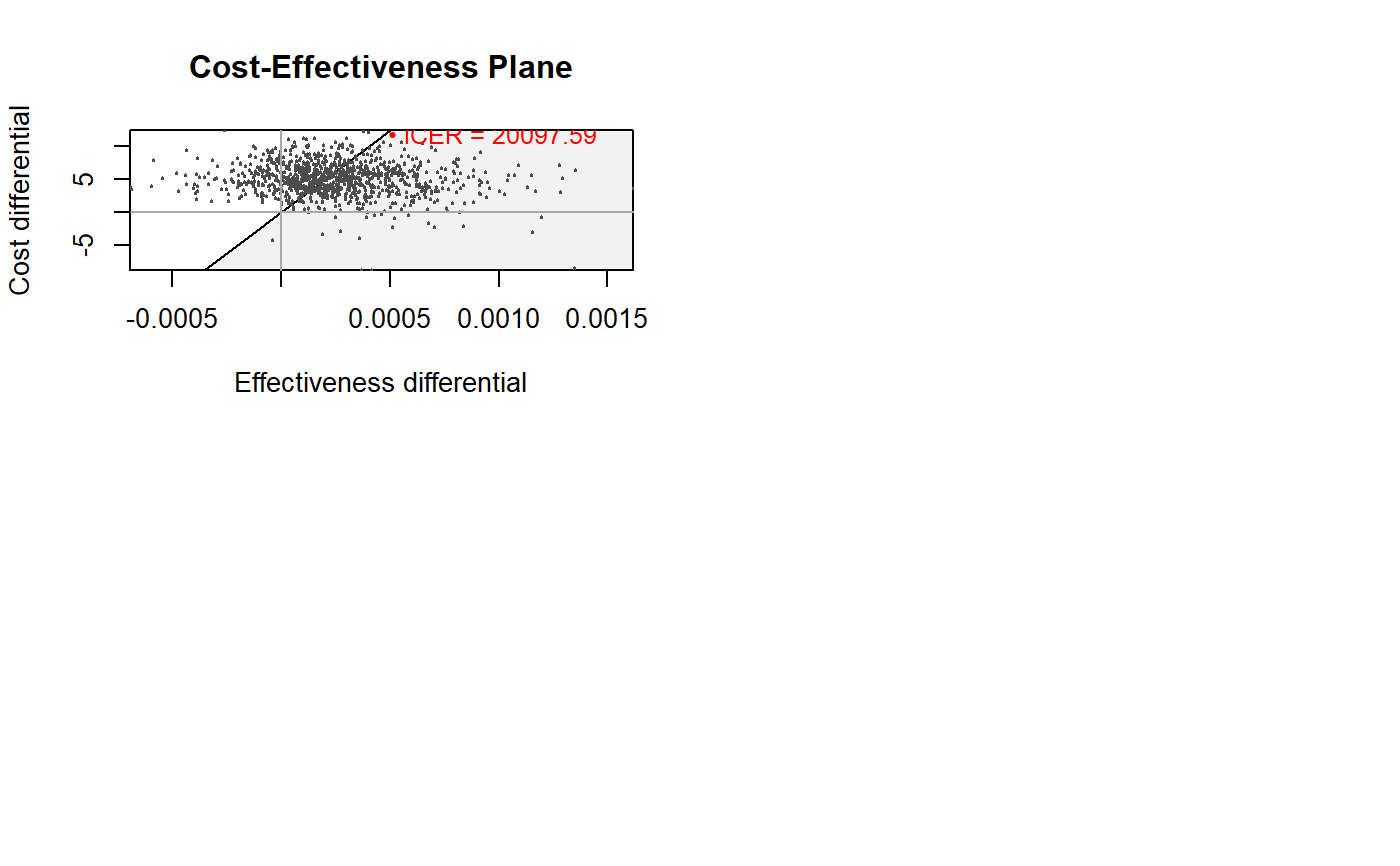 Cost-Effectiveness Plane
ICER = 20097.59
Cost differential
5
-5
-0.0005 0.0005 0.0010 0.0015
Effectiveness differential